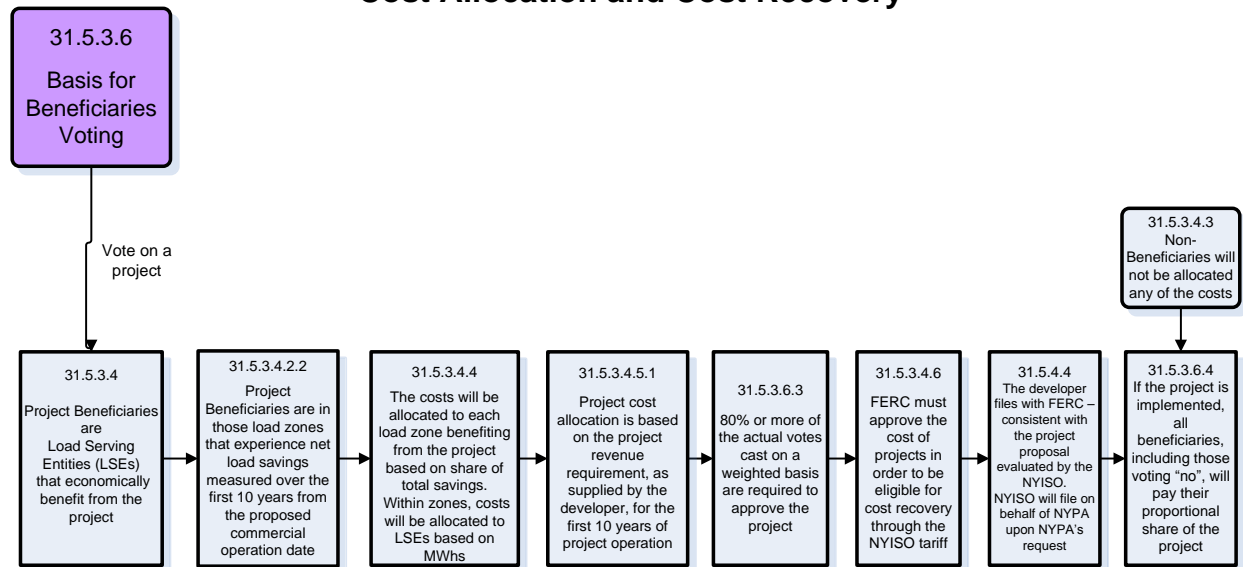 Cost Allocation and Cost Recovery
31.5.3.6
Basis for
Beneficiaries
Voting
Vote on a
project
31.5.3.4.3
Non-
Beneficiaries will
not be allocated
any of the costs
31.5.3.4
Project Beneficiaries
are
Load Serving
Entities (LSEs)
that economically
benefit from the
project
31.5.3.4.2.2
Project
Beneficiaries are in
those load zones
that experience net
load savings
measured over the
first 10 years from
the proposed
commercial
operation date
31.5.3.4.4
The costs will be
allocated to each
load zone benefiting
from the project
based on share of
total savings.
Within zones, costs
will be allocated to
LSEs based on
MWhs
31.5.3.4.5.1
Project cost
allocation is based
on the project
revenue
requirement, as
supplied by the
developer, for the
first 10 years of
project operation
31.5.3.6.3
80% or more of
the actual votes
cast on a
weighted basis
are required to
approve the
project
31.5.3.4.6
FERC must
approve the
cost of
projects in
order to be
eligible for
cost recovery
through the
NYISO tariff
31.5.4.4
The developer
files with FERC –
consistent with
the project
proposal
evaluated by the
NYISO.
NYISO will file on
behalf of NYPA
upon NYPA's
request
31.5.3.6.4
If the project is
implemented,
all
beneficiaries,
including those
voting “no”, will
pay their
proportional
share of the
project